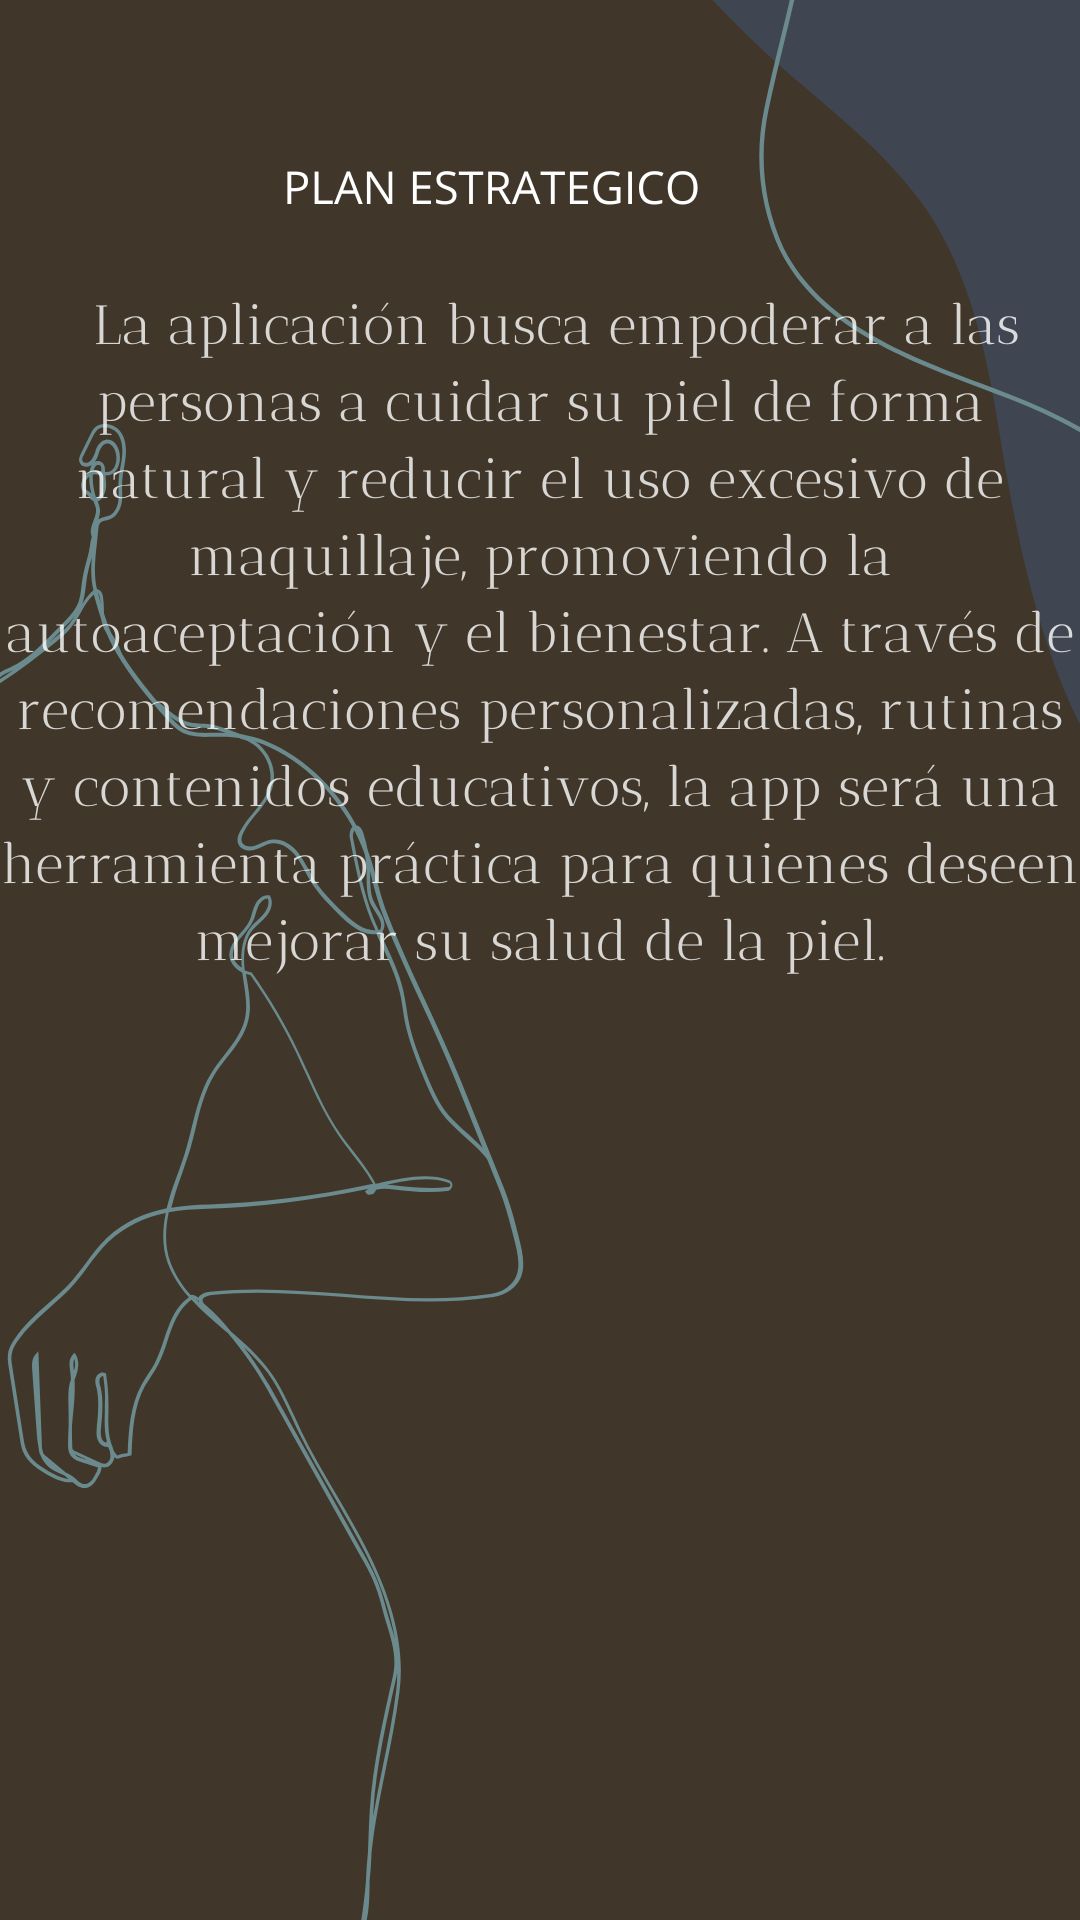 PLAN ESTRATEGICO
La aplicación busca empoderar a las
personas a cuidar su piel de forma
natural y reducir el uso excesivo de
maquillaje, promoviendo la
autoaceptación y el bienestar. A través de
recomendaciones personalizadas, rutinas
y contenidos educativos, la app será una
herramienta práctica para quienes deseen
mejorar su salud de la piel.